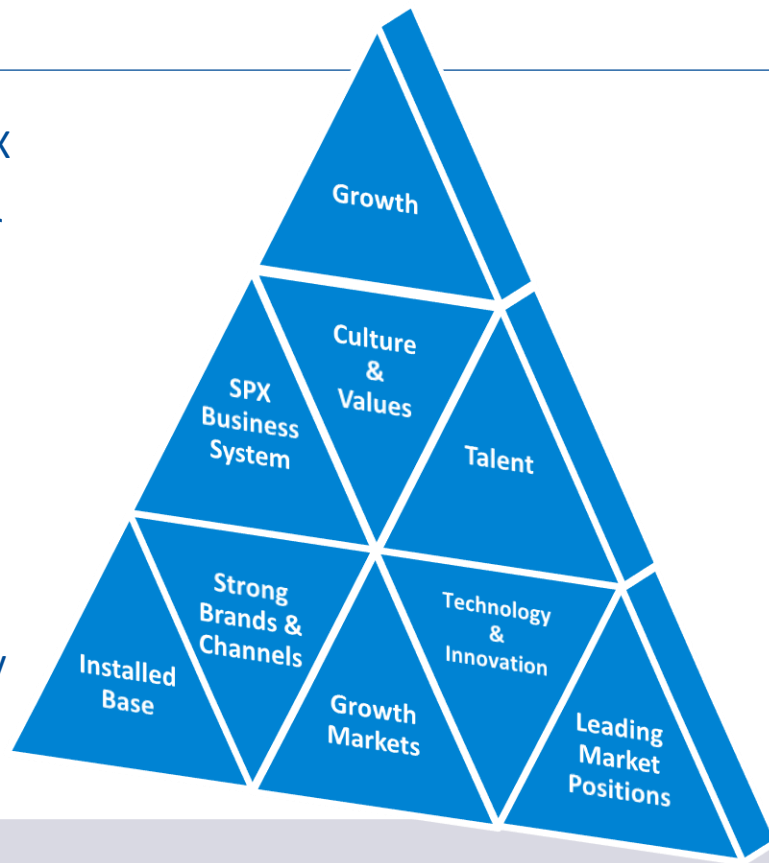 X
Growth
Culture
&
Values
SPX
Business
System
Talent
Strong
Brands &
Channels
Technology
&
Innovation
Installed
Base
Growth
Markets
Leading
Market
Positions